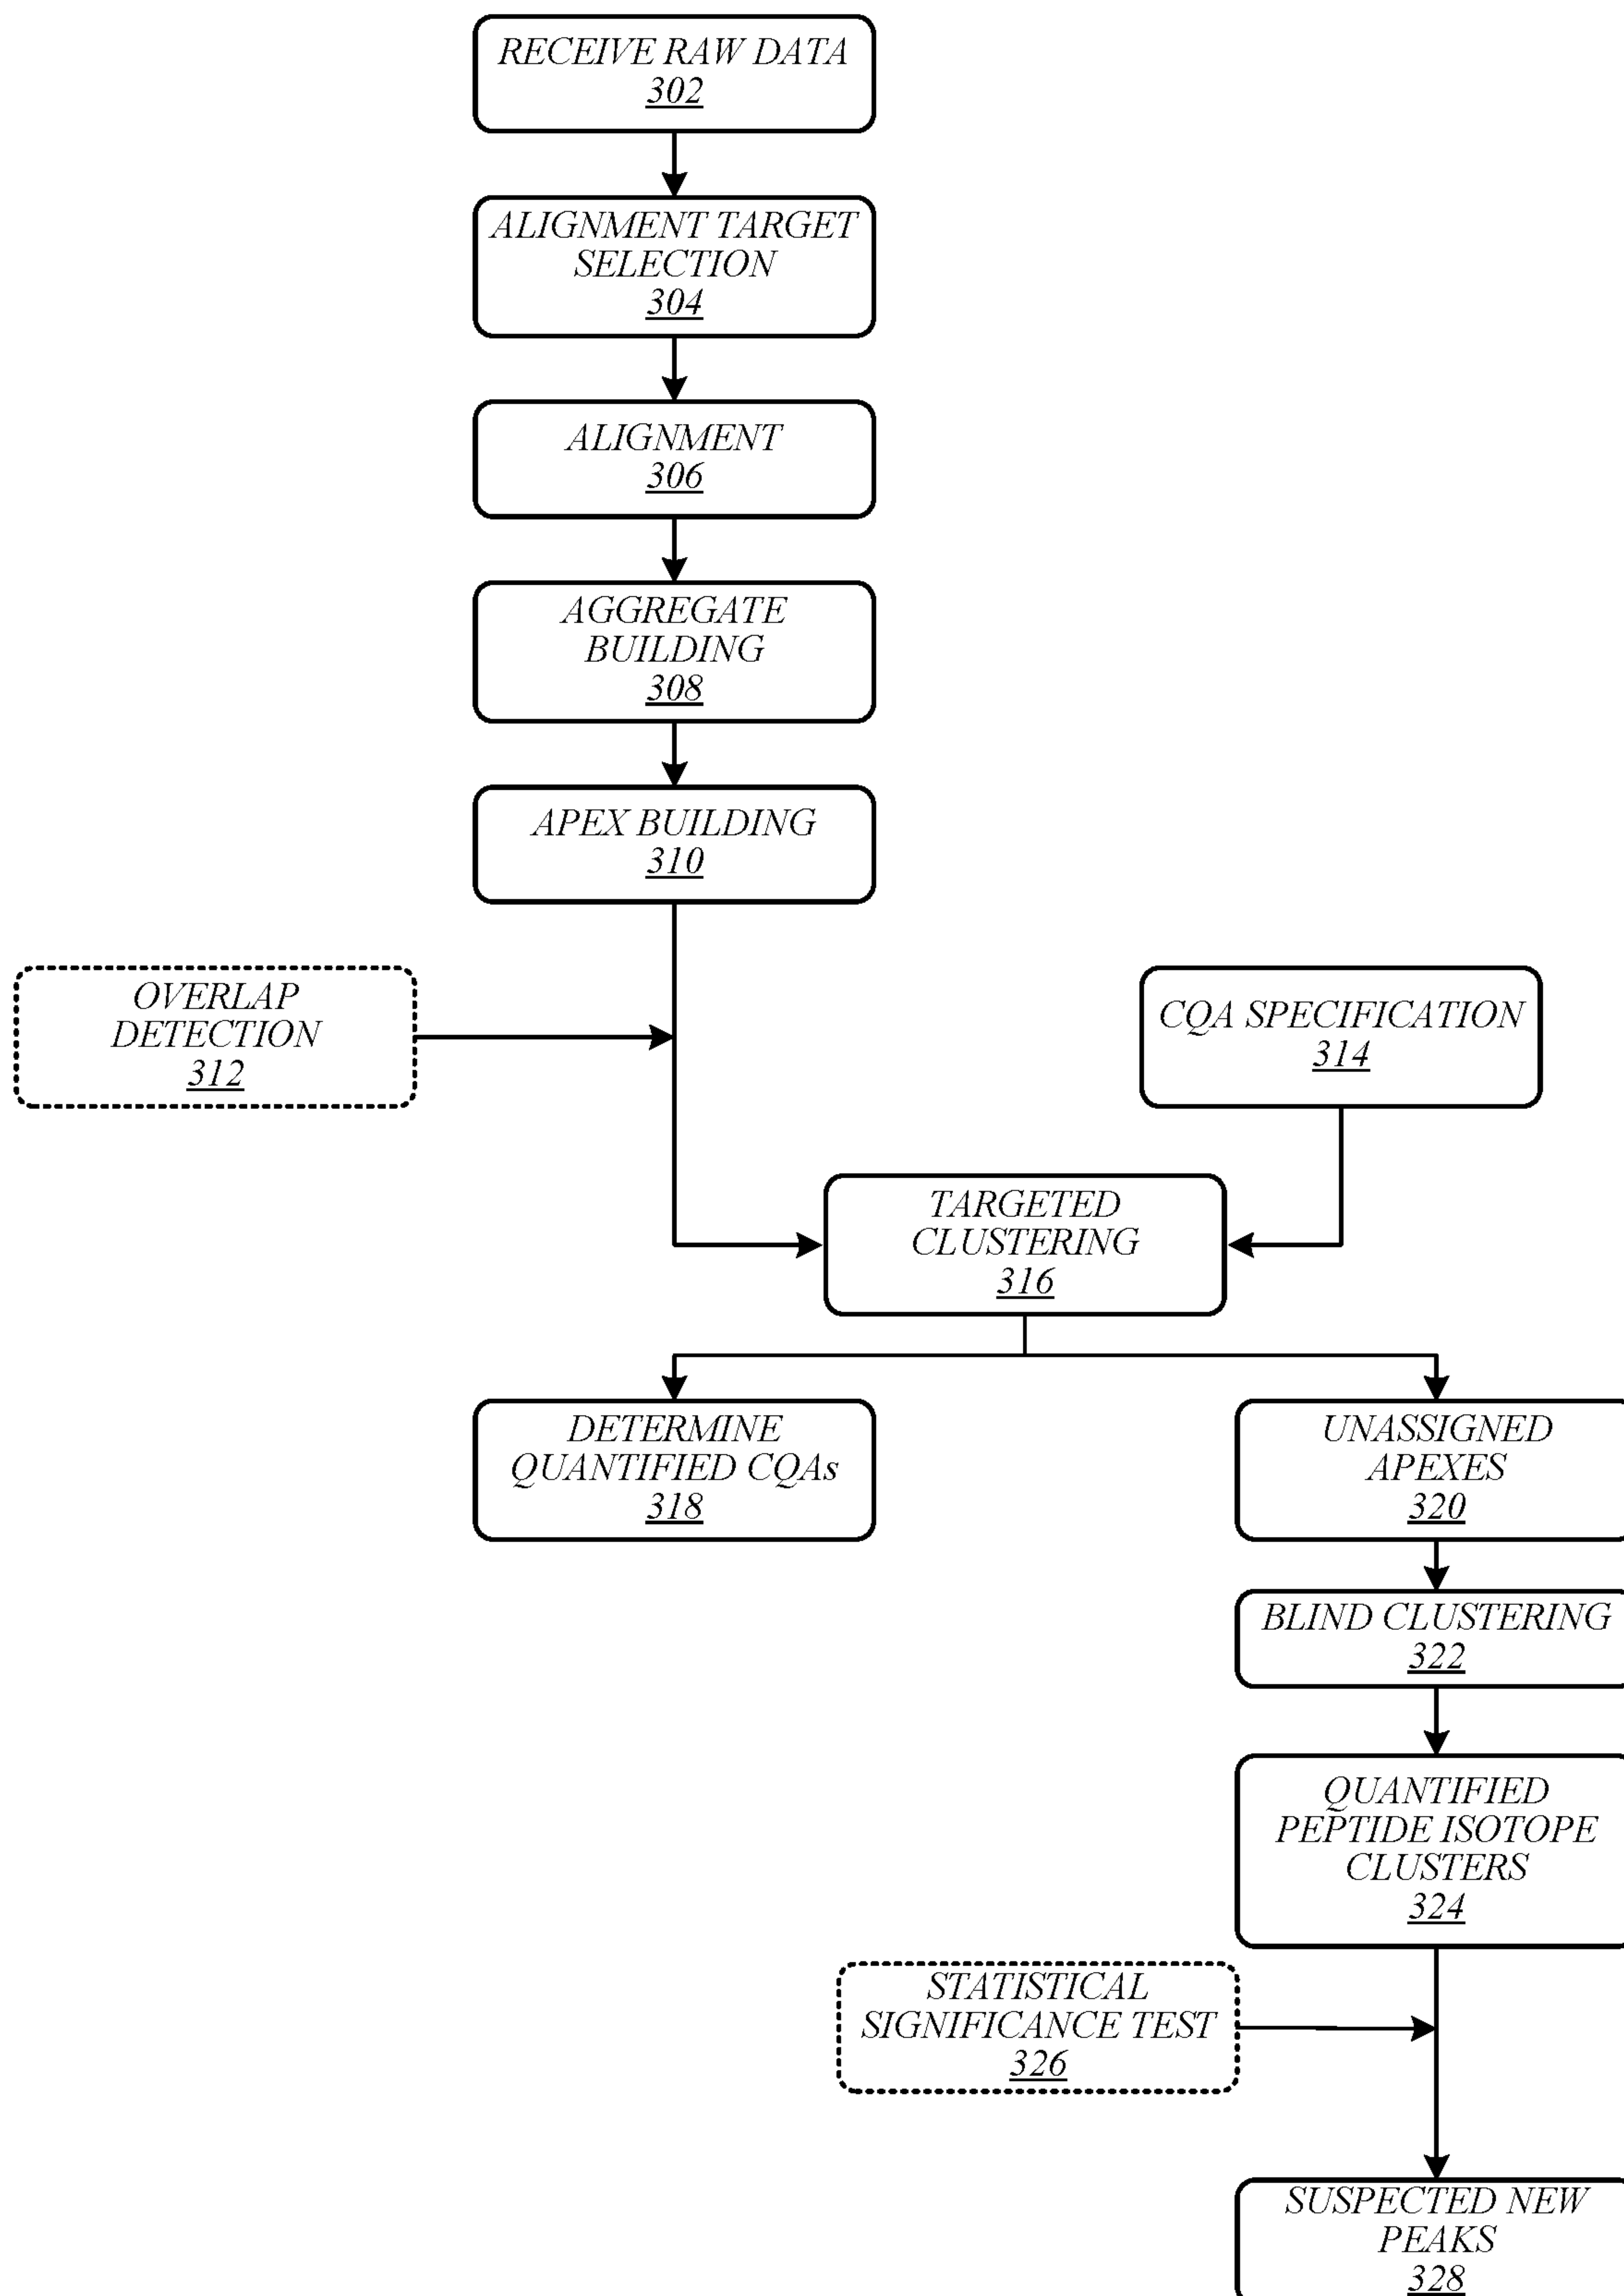 RECEIVE RAW DATA
302
ALIGNMENT TARGET
SELECTION
304
ALIGNMENT
306
AGGREGATE
BUILDING
308
APEX BUILDING
310
OVERLAP
DETECTION
312
CQA SPECIFICATION
314
TARGETED
CLUSTERING
316
DETERMINE
QUANTIFIED CQAs
318
UNASSIGNED
APEXES
320
BLIND CLUSTERING
322
QUANTIFIED
PEPTIDE ISOTOPE
CLUSTERS
324
STATISTICAL
SIGNIFICANCE TEST
326
SUSPECTED NEW
PEAKS
328